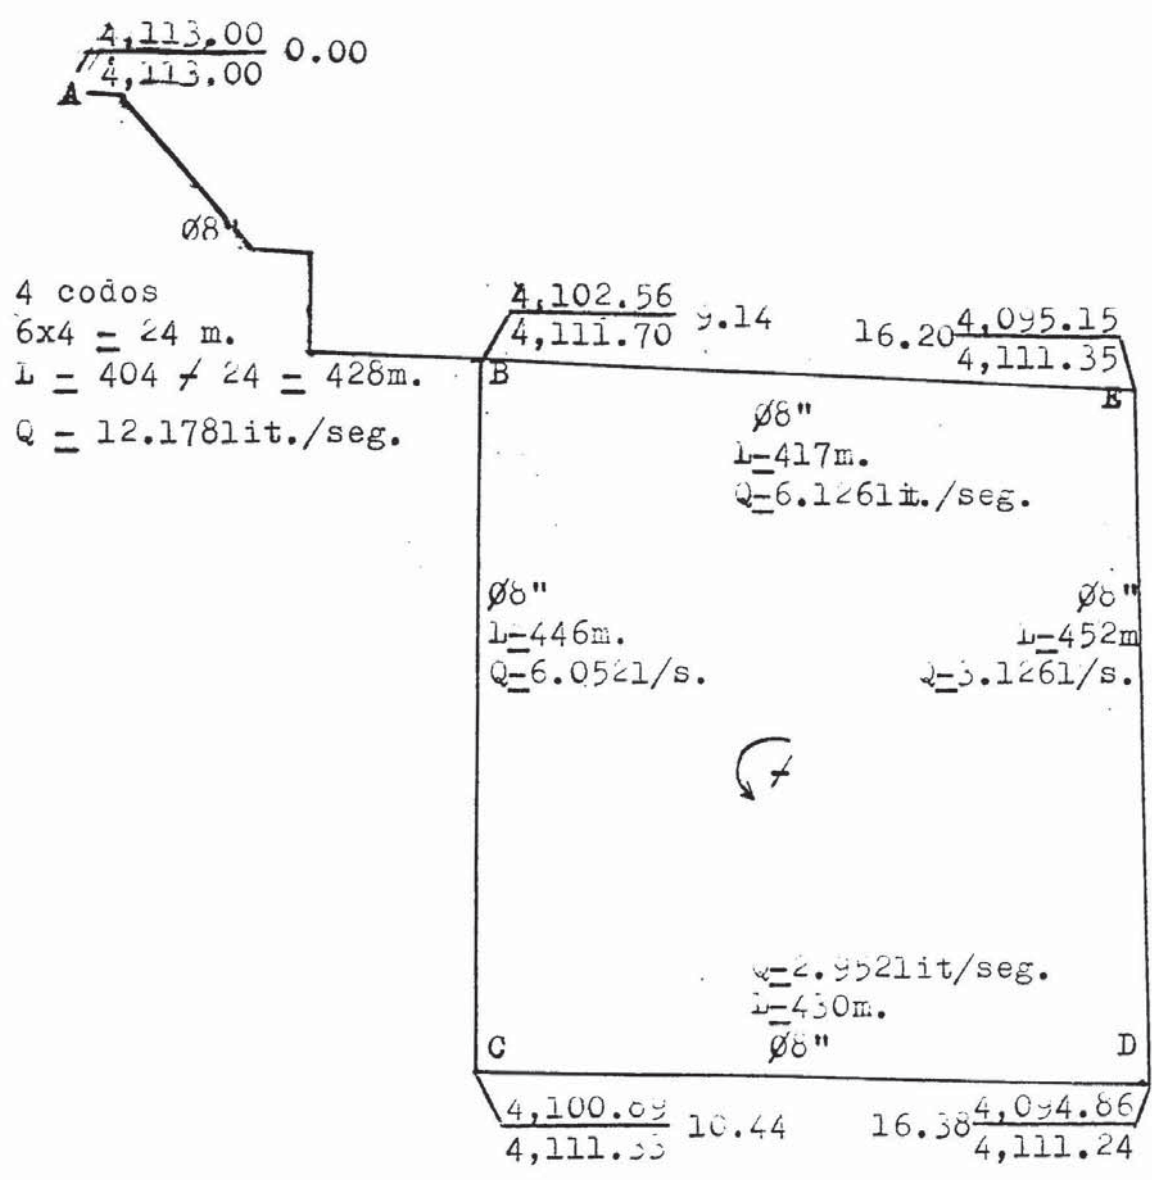 4,113.00 0.00
4,113.00
A
Ø8"
4 codos
6x4 = 24 m.
L = 404 ≠ 24 = 428m.
Q = 12.178lit./seg.
4,102.56 9.14
4,111.70
B
16.20 4,095.15
4,111.35
E
Ø8"
L=417m.
Q=6.126lit./seg.
Ø8"
L=446m.
Q=6.052l/s.
Ø8"
L=452m
Q=3.126l/s.
≠
Q=2.952lit/seg.
L=430m.
Ø8"
C
D
4,100.89 10.44
4,111.33
16.38 4,094.86
4,111.24